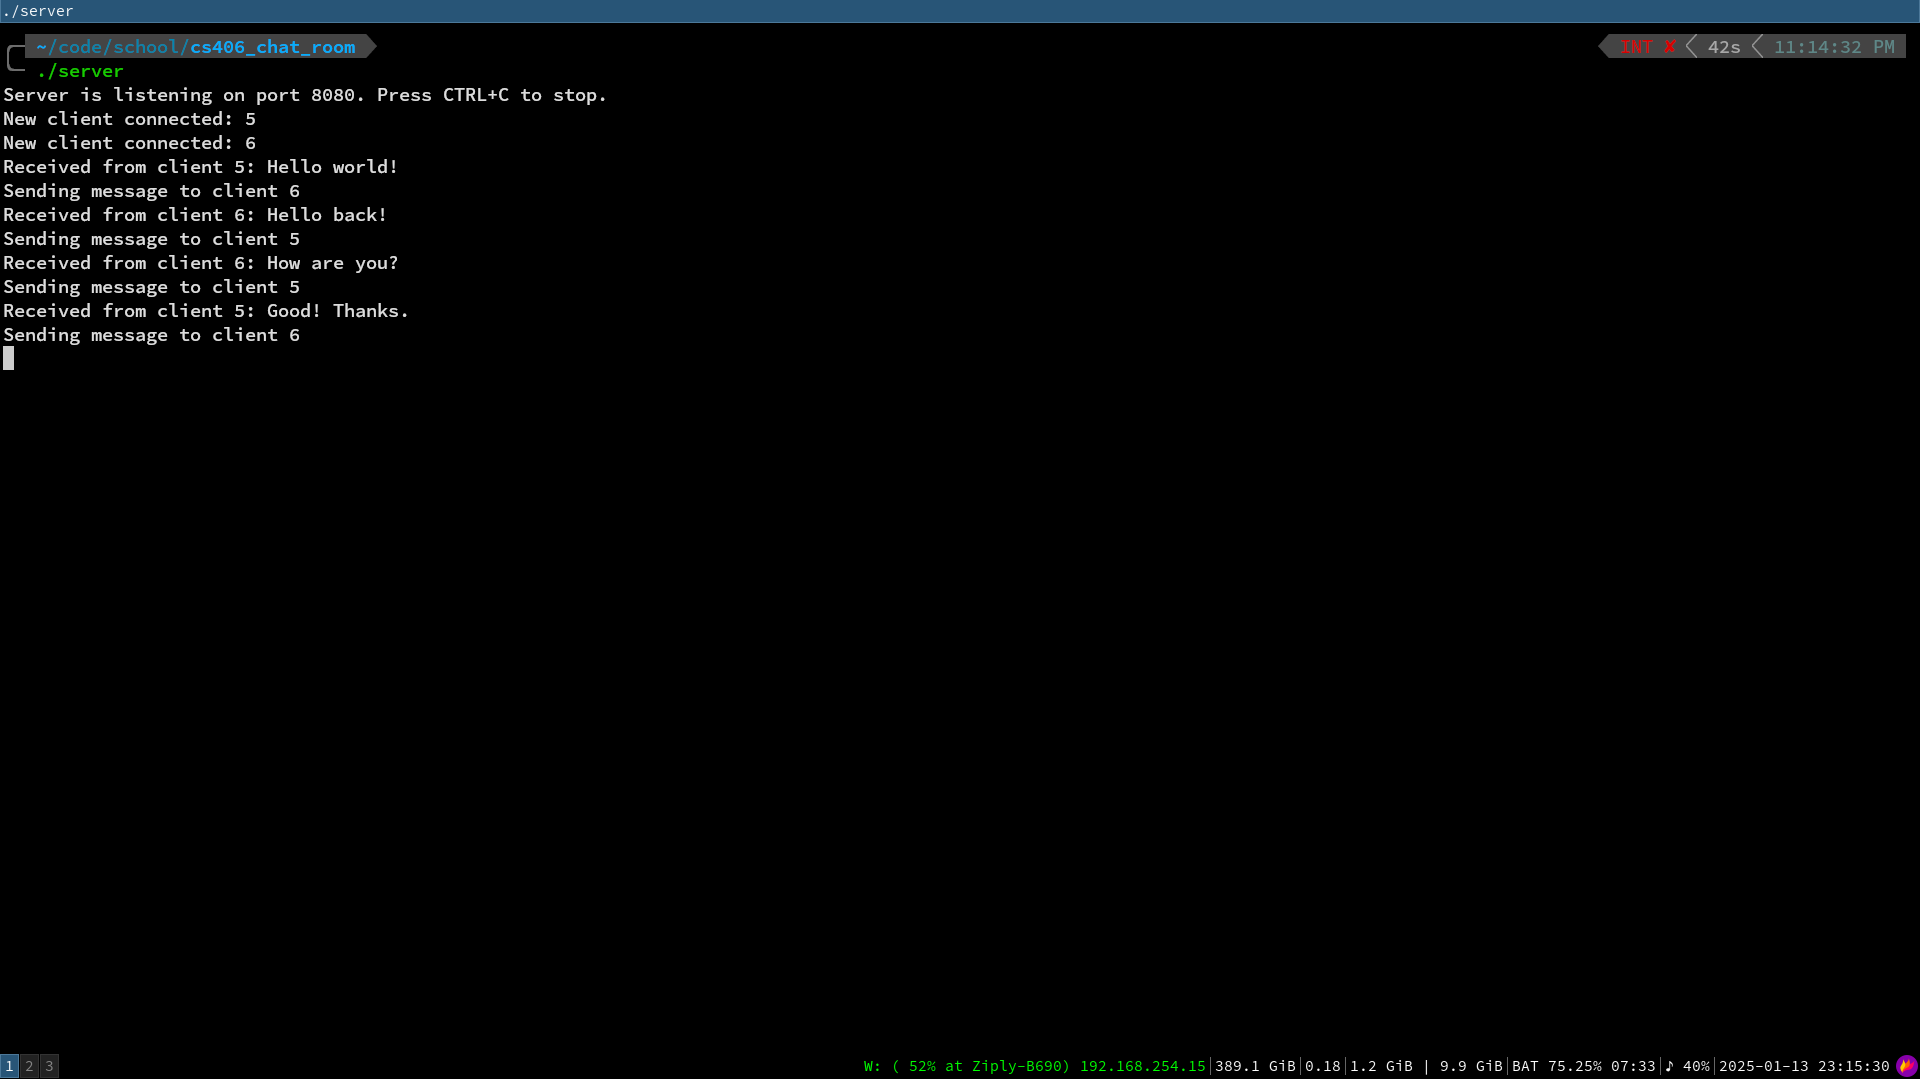 ./server
~/code/school/cs406_chat_room INT ✘ 42s 11:14:32 PM
./server
Server is listening on port 8080. Press CTRL+C to stop.
New client connected: 5
New client connected: 6
Received from client 5: Hello world!
Sending message to client 6
Received from client 6: Hello back!
Sending message to client 5
Received from client 6: How are you?
Sending message to client 5
Received from client 5: Good! Thanks.
Sending message to client 6
1 2 3 W: ( 52% at Ziply-B690) 192.168.254.15|389.1 GiB|0.18|1.2 GiB | 9.9 GiB|BAT 75.25% 07:33|♪ 40%|2025-01-13 23:15:30